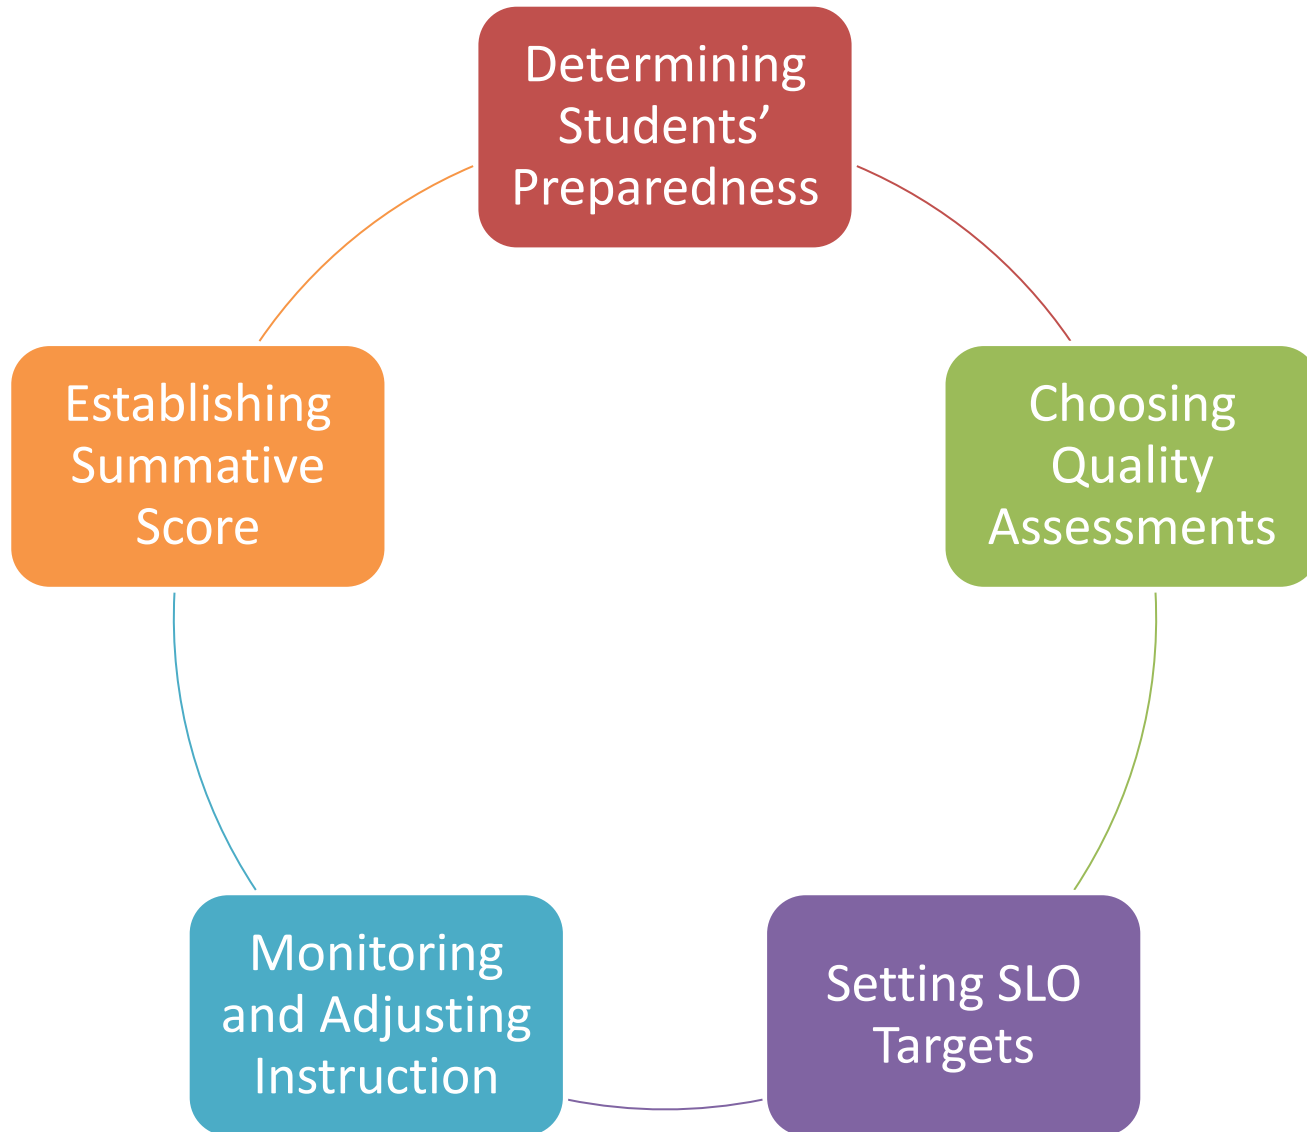 Determining
Students’
Preparedness
Choosing
Quality
Assessments
Setting SLO
Targets
Monitoring
and Adjusting
Instruction
Establishing
Summative
Score